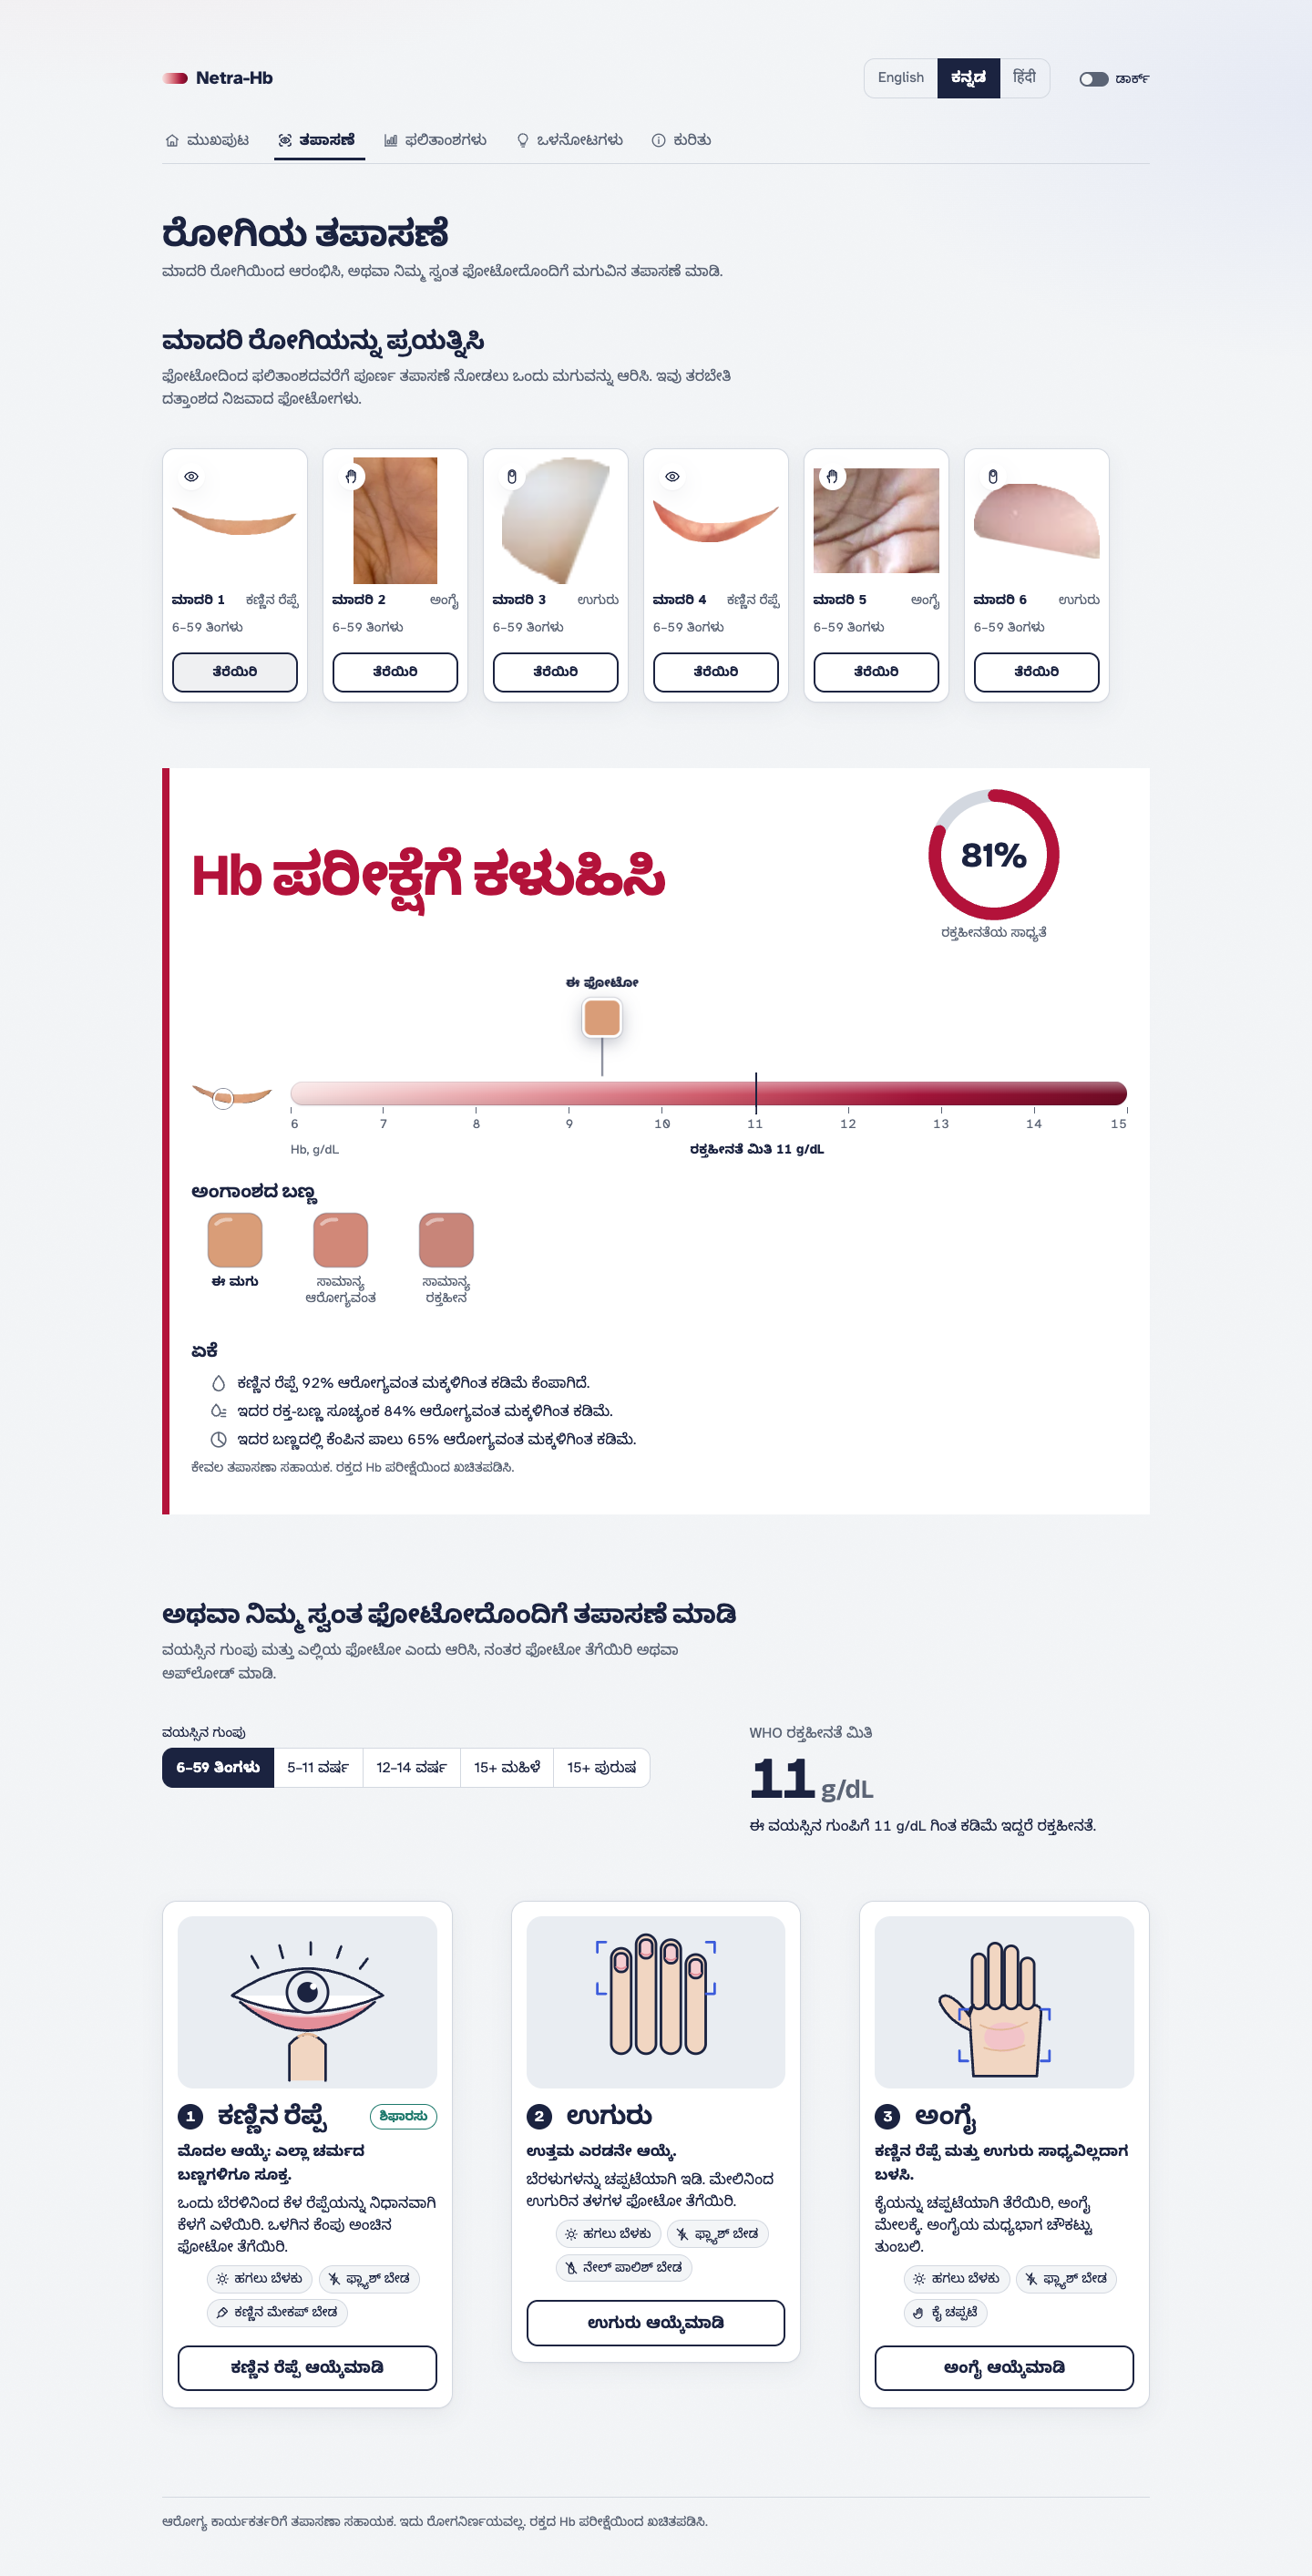 Netra-Hb
English ಕನ್ನಡ हिंदी ಡಾರ್ಕ್
ಮುಖಪುಟ ತಪಾಸಣೆ ಫಲಿತಾಂಶಗಳು ಒಳನೋಟಗಳು ಕುರಿತು
ರೋಗಿಯ ತಪಾಸಣೆ
ಮಾದರಿ ರೋಗಿಯಿಂದ ಆರಂಭಿಸಿ, ಅಥವಾ ನಿಮ್ಮ ಸ್ವಂತ ಫೋಟೋದೊಂದಿಗೆ ಮಗುವಿನ ತಪಾಸಣೆ ಮಾಡಿ.
ಮಾದರಿ ರೋಗಿಯನ್ನು ಪ್ರಯತ್ನಿಸಿ
ಫೋಟೋದಿಂದ ಫಲಿತಾಂಶದವರೆಗೆ ಪೂರ್ಣ ತಪಾಸಣೆ ನೋಡಲು ಒಂದು ಮಗುವನ್ನು ಆರಿಸಿ. ಇವು ತರಬೇತಿ
ದತ್ತಾಂಶದ ನಿಜವಾದ ಫೋಟೋಗಳು.
ಮಾದರಿ 1 ಕಣ್ಣಿನ ರೆಪ್ಪೆ ಮಾದರಿ 2 ಅಂಗೈ ಮಾದರಿ 3 ಉಗುರು ಮಾದರಿ 4 ಕಣ್ಣಿನ ರೆಪ್ಪೆ ಮಾದರಿ 5 ಅಂಗೈ ಮಾದರಿ 6 ಉಗುರು
6–59 ತಿಂಗಳು 6–59 ತಿಂಗಳು 6–59 ತಿಂಗಳು 6–59 ತಿಂಗಳು 6–59 ತಿಂಗಳು 6–59 ತಿಂಗಳು
ತೆರೆಯಿರಿ ತೆರೆಯಿರಿ ತೆರೆಯಿರಿ ತೆರೆಯಿರಿ ತೆರೆಯಿರಿ ತೆರೆಯಿರಿ
Hb ಪರೀಕ್ಷೆಗೆ ಕಳುಹಿಸಿ
81%
ರಕ್ತಹೀನತೆಯ ಸಾಧ್ಯತೆ
ಈ ಫೋಟೋ
6 7 8 9 10 11 12 13 14 15
Hb, g/dL ರಕ್ತಹೀನತೆ ಮಿತಿ 11 g/dL
ಅಂಗಾಂಶದ ಬಣ್ಣ
ಈ ಮಗು ಸಾಮಾನ್ಯ ಸಾಮಾನ್ಯ
ಆರೋಗ್ಯವಂತ ರಕ್ತಹೀನ
ಏಕೆ
ಕಣ್ಣಿನ ರೆಪ್ಪೆ 92% ಆರೋಗ್ಯವಂತ ಮಕ್ಕಳಿಗಿಂತ ಕಡಿಮೆ ಕೆಂಪಾಗಿದೆ.
ಇದರ ರಕ್ತ-ಬಣ್ಣ ಸೂಚ್ಯಂಕ 84% ಆರೋಗ್ಯವಂತ ಮಕ್ಕಳಿಗಿಂತ ಕಡಿಮೆ.
ಇದರ ಬಣ್ಣದಲ್ಲಿ ಕೆಂಪಿನ ಪಾಲು 65% ಆರೋಗ್ಯವಂತ ಮಕ್ಕಳಿಗಿಂತ ಕಡಿಮೆ.
ಕೇವಲ ತಪಾಸಣಾ ಸಹಾಯಕ. ರಕ್ತದ Hb ಪರೀಕ್ಷೆಯಿಂದ ಖಚಿತಪಡಿಸಿ.
ಅಥವಾ ನಿಮ್ಮ ಸ್ವಂತ ಫೋಟೋದೊಂದಿಗೆ ತಪಾಸಣೆ ಮಾಡಿ
ವಯಸ್ಸಿನ ಗುಂಪು ಮತ್ತು ಎಲ್ಲಿಯ ಫೋಟೋ ಎಂದು ಆರಿಸಿ, ನಂತರ ಫೋಟೋ ತೆಗೆಯಿರಿ ಅಥವಾ
ಅಪ್‌ಲೋಡ್ ಮಾಡಿ.
ವಯಸ್ಸಿನ ಗುಂಪು
6–59 ತಿಂಗಳು 5–11 ವರ್ಷ 12–14 ವರ್ಷ 15+ ಮಹಿಳೆ 15+ ಪುರುಷ
WHO ರಕ್ತಹೀನತೆ ಮಿತಿ
11 g/dL
ಈ ವಯಸ್ಸಿನ ಗುಂಪಿಗೆ 11 g/dL ಗಿಂತ ಕಡಿಮೆ ಇದ್ದರೆ ರಕ್ತಹೀನತೆ.
1 ಕಣ್ಣಿನ ರೆಪ್ಪೆ ಶಿಫಾರಸು
ಮೊದಲ ಆಯ್ಕೆ: ಎಲ್ಲಾ ಚರ್ಮದ
ಬಣ್ಣಗಳಿಗೂ ಸೂಕ್ತ.
ಒಂದು ಬೆರಳಿನಿಂದ ಕೆಳ ರೆಪ್ಪೆಯನ್ನು ನಿಧಾನವಾಗಿ
ಕೆಳಗೆ ಎಳೆಯಿರಿ. ಒಳಗಿನ ಕೆಂಪು ಅಂಚಿನ
ಫೋಟೋ ತೆಗೆಯಿರಿ.
ಹಗಲು ಬೆಳಕು ಫ್ಲ್ಯಾಶ್ ಬೇಡ
ಕಣ್ಣಿನ ಮೇಕಪ್ ಬೇಡ
ಕಣ್ಣಿನ ರೆಪ್ಪೆ ಆಯ್ಕೆಮಾಡಿ
2 ಉಗುರು
ಉತ್ತಮ ಎರಡನೇ ಆಯ್ಕೆ.
ಬೆರಳುಗಳನ್ನು ಚಪ್ಪಟೆಯಾಗಿ ಇಡಿ. ಮೇಲಿನಿಂದ
ಉಗುರಿನ ತಳಗಳ ಫೋಟೋ ತೆಗೆಯಿರಿ.
ಹಗಲು ಬೆಳಕು ಫ್ಲ್ಯಾಶ್ ಬೇಡ
ನೇಲ್ ಪಾಲಿಶ್ ಬೇಡ
ಉಗುರು ಆಯ್ಕೆಮಾಡಿ
3 ಅಂಗೈ
ಕಣ್ಣಿನ ರೆಪ್ಪೆ ಮತ್ತು ಉಗುರು ಸಾಧ್ಯವಿಲ್ಲದಾಗ
ಬಳಸಿ.
ಕೈಯನ್ನು ಚಪ್ಪಟೆಯಾಗಿ ತೆರೆಯಿರಿ, ಅಂಗೈ
ಮೇಲಕ್ಕೆ. ಅಂಗೈಯ ಮಧ್ಯಭಾಗ ಚೌಕಟ್ಟು
ತುಂಬಲಿ.
ಹಗಲು ಬೆಳಕು ಫ್ಲ್ಯಾಶ್ ಬೇಡ
ಕೈ ಚಪ್ಪಟೆ
ಅಂಗೈ ಆಯ್ಕೆಮಾಡಿ
ಆರೋಗ್ಯ ಕಾರ್ಯಕರ್ತರಿಗೆ ತಪಾಸಣಾ ಸಹಾಯಕ. ಇದು ರೋಗನಿರ್ಣಯವಲ್ಲ. ರಕ್ತದ Hb ಪರೀಕ್ಷೆಯಿಂದ ಖಚಿತಪಡಿಸಿ.